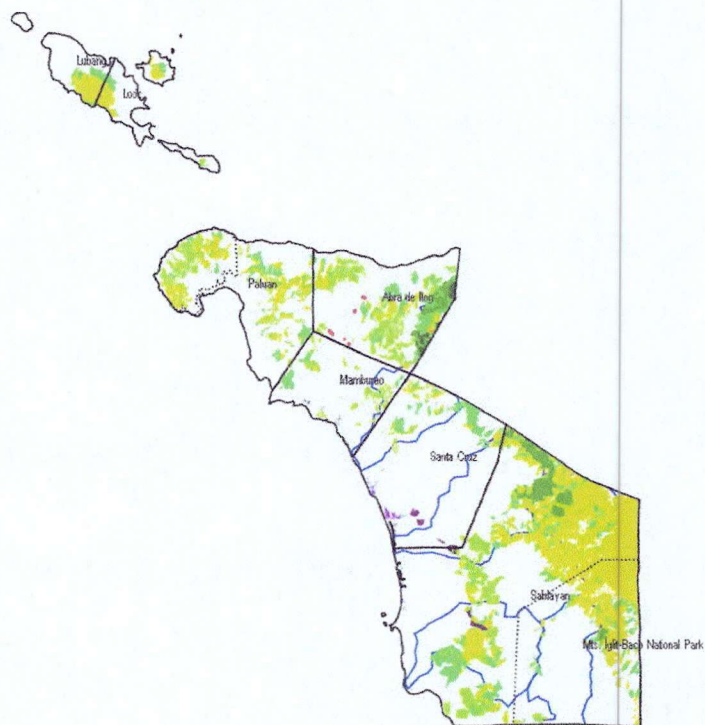 Lubang
Looc
Paluan
Abra de Ilog
Mamburao
Santa Cruz
Sablayan
Mts. Iglit-Baco National Park